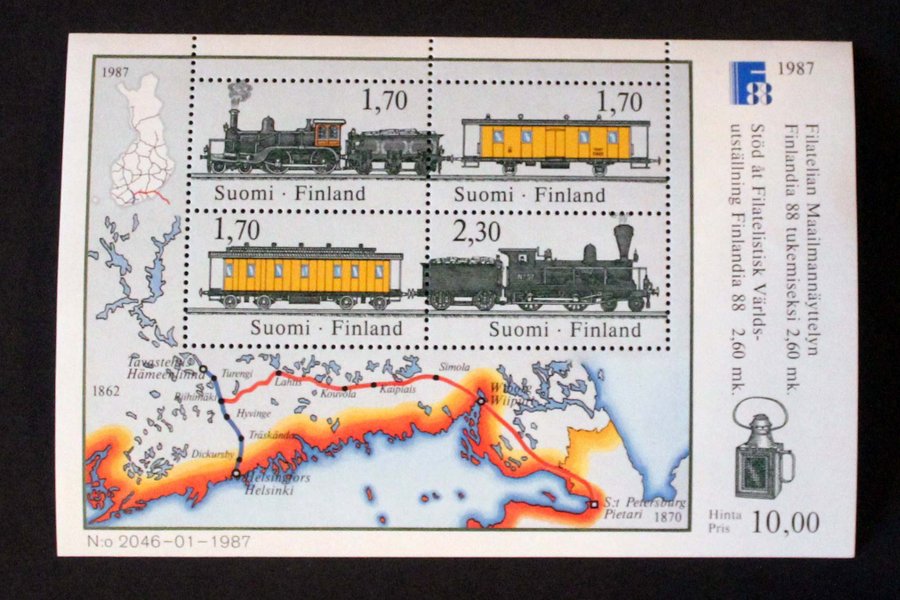 1987
1,70
Suomi · Finland
1,70
Suomi · Finland
1,70
Suomi · Finland
2,30
Suomi · Finland
N:o 57
1862
Tavastehus
Hämeenlinna
Turengi
Riihimäki
Hyvinge
Träskända
Dickursby
Helsingfors
Helsinki
Lahtis
Kouvola
Kaipiais
Simola
Wiborg
Wiipuri
S:t Petersburg
Pietari
1870
N:o 2046-01-1987
F
88
1987
Filatelian Maailmannäyttelyn
Finlandia 88 tukemiseksi 2,60 mk.
Stöd åt Filatelistisk Världs-
utställning Finlandia 88 2,60 mk.
Hinta
Pris
10,00